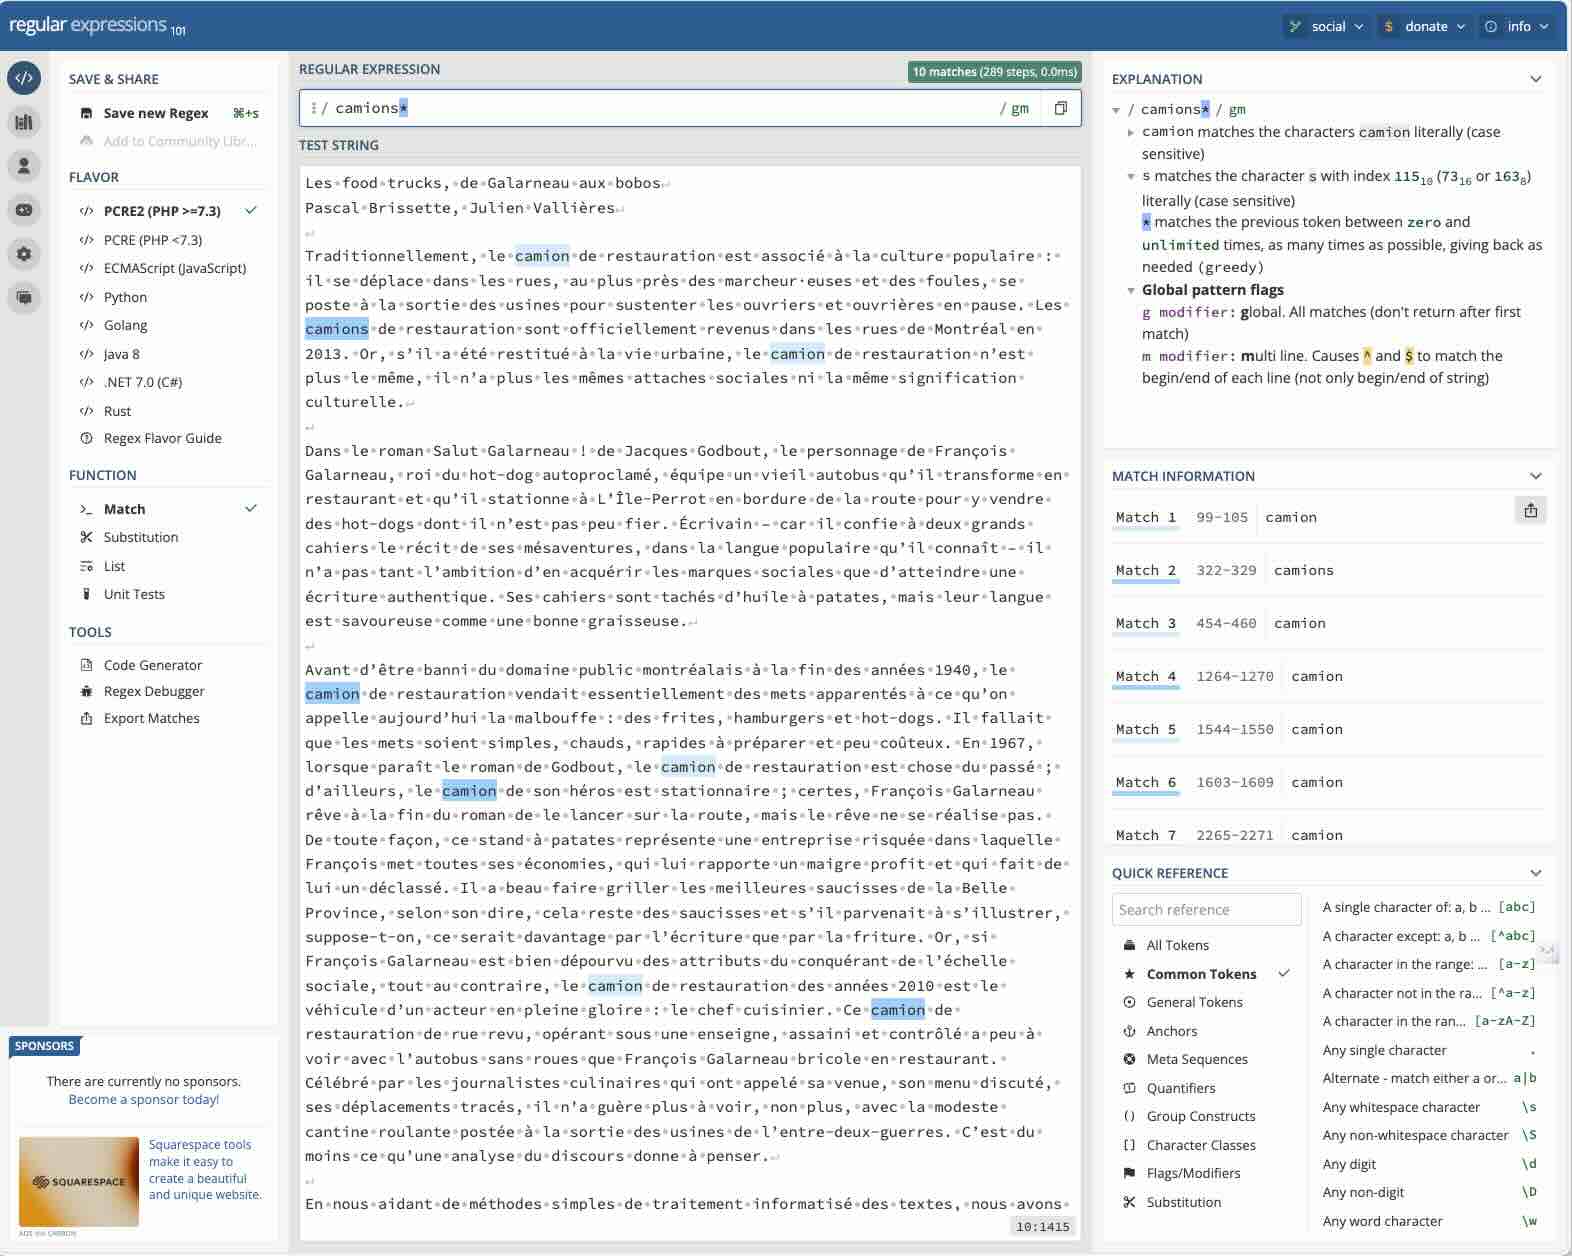 regular expressions 101
social
donate
info
SAVE & SHARE
Save new Regex ⌘+s
Add to Community Libr...
FLAVOR
PCRE2 (PHP >=7.3)
PCRE (PHP <7.3)
ECMAScript (JavaScript)
Python
Golang
Java 8
.NET 7.0 (C#)
Rust
Regex Flavor Guide
FUNCTION
Match
Substitution
List
Unit Tests
TOOLS
Code Generator
Regex Debugger
Export Matches
SPONSORS
There are currently no sponsors.
Become a sponsor today!
SQUARESPACE
Squarespace tools
make it easy to
create a beautiful
and unique website.
ADS VIA CARBON
REGULAR EXPRESSION
10 matches (289 steps, 0.0ms)
/ camions* / gm
TEST STRING
Les food trucks, de Galarneau aux bobos
Pascal Brissette, Julien Vallières
Traditionnellement, le camion de restauration est associé à la culture populaire :
il se déplace dans les rues, au plus près des marcheur·euses et des foules, se
poste à la sortie des usines pour sustenter les ouvriers et ouvrières en pause. Les
camions de restauration sont officiellement revenus dans les rues de Montréal en
2013. Or, s’il a été restitué à la vie urbaine, le camion de restauration n’est
plus le même, il n’a plus les mêmes attaches sociales ni la même signification
culturelle.
Dans le roman Salut Galarneau ! de Jacques Godbout, le personnage de François
Galarneau, roi du hot-dog autoproclamé, équipe un vieil autobus qu’il transforme en
restaurant et qu’il stationne à L’Île-Perrot en bordure de la route pour y vendre
des hot-dogs dont il n’est pas peu fier. Écrivain – car il confie à deux grands
cahiers le récit de ses mésaventures, dans la langue populaire qu’il connaît – il
n’a pas tant l’ambition d’en acquérir les marques sociales que d’atteindre une
écriture authentique. Ses cahiers sont tachés d’huile à patates, mais leur langue
est savoureuse comme une bonne graisseuse.
Avant d’être banni du domaine public montréalais à la fin des années 1940, le
camion de restauration vendait essentiellement des mets apparentés à ce qu’on
appelle aujourd’hui la malbouffe : des frites, hamburgers et hot-dogs. Il fallait
que les mets soient simples, chauds, rapides à préparer et peu coûteux. En 1967,
lorsque paraît le roman de Godbout, le camion de restauration est chose du passé ;
d’ailleurs, le camion de son héros est stationnaire ; certes, François Galarneau
rêve à la fin du roman de le lancer sur la route, mais le rêve ne se réalise pas.
De toute façon, ce stand à patates représente une entreprise risquée dans laquelle
François met toutes ses économies, qui lui rapporte un maigre profit et qui fait de
lui un déclassé. Il a beau faire griller les meilleures saucisses de la Belle
Province, selon son dire, cela reste des saucisses et s’il parvenait à s’illustrer,
suppose-t-on, ce serait davantage par l’écriture que par la friture. Or, si
François Galarneau est bien dépourvu des attributs du conquérant de l’échelle
sociale, tout au contraire, le camion de restauration des années 2010 est le
véhicule d’un acteur en pleine gloire : le chef cuisinier. Ce camion de
restauration de rue revu, opérant sous une enseigne, assaini et contrôlé a peu à
voir avec l’autobus sans roues que François Galarneau bricole en restaurant.
Célébré par les journalistes culinaires qui ont appelé sa venue, son menu discuté,
ses déplacements tracés, il n’a guère plus à voir, non plus, avec la modeste
cantine roulante postée à la sortie des usines de l’entre-deux-guerres. C’est du
moins ce qu’une analyse du discours donne à penser.
En nous aidant de méthodes simples de traitement informatisé des textes, nous avons
10:1415
EXPLANATION
/ camions* / gm
camion matches the characters camion literally (case
sensitive)
s matches the character s with index 115₁₀ (73₁₆ or 163₈)
literally (case sensitive)
* matches the previous token between zero and
unlimited times, as many times as possible, giving back as
needed (greedy)
Global pattern flags
g modifier: global. All matches (don't return after first
match)
m modifier: multi line. Causes ^ and $ to match the
begin/end of each line (not only begin/end of string)
MATCH INFORMATION
Match 1 99-105 camion
Match 2 322-329 camions
Match 3 454-460 camion
Match 4 1264-1270 camion
Match 5 1544-1550 camion
Match 6 1603-1609 camion
Match 7 2265-2271 camion
QUICK REFERENCE
Search reference
All Tokens
Common Tokens
General Tokens
Anchors
Meta Sequences
Quantifiers
Group Constructs
Character Classes
Flags/Modifiers
Substitution
A single character of: a, b ... [abc]
A character except: a, b ... [^abc]
A character in the range: ... [a-z]
A character not in the ra... [^a-z]
A character in the ran... [a-zA-Z]
Any single character .
Alternate - match either a or... a|b
Any whitespace character \s
Any non-whitespace character \S
Any digit \d
Any non-digit \D
Any word character \w